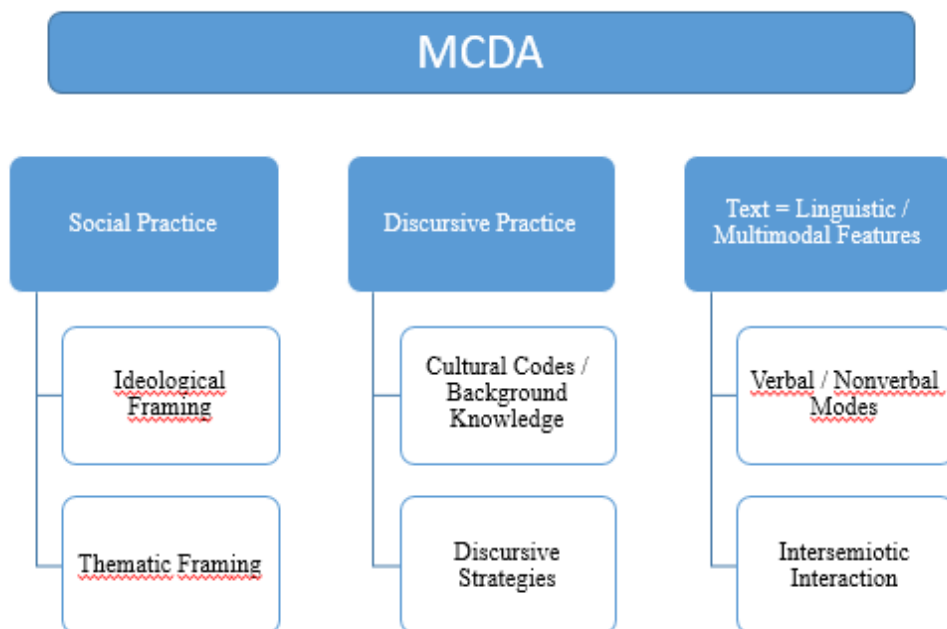 MCDA
Social Practice
Ideological
Framing
Thematic Framing
Discursive Practice
Cultural Codes /
Background
Knowledge
Discursive
Strategies
Text = Linguistic /
Multimodal Features
Verbal / Nonverbal
Modes
Intersemiotic
Interaction